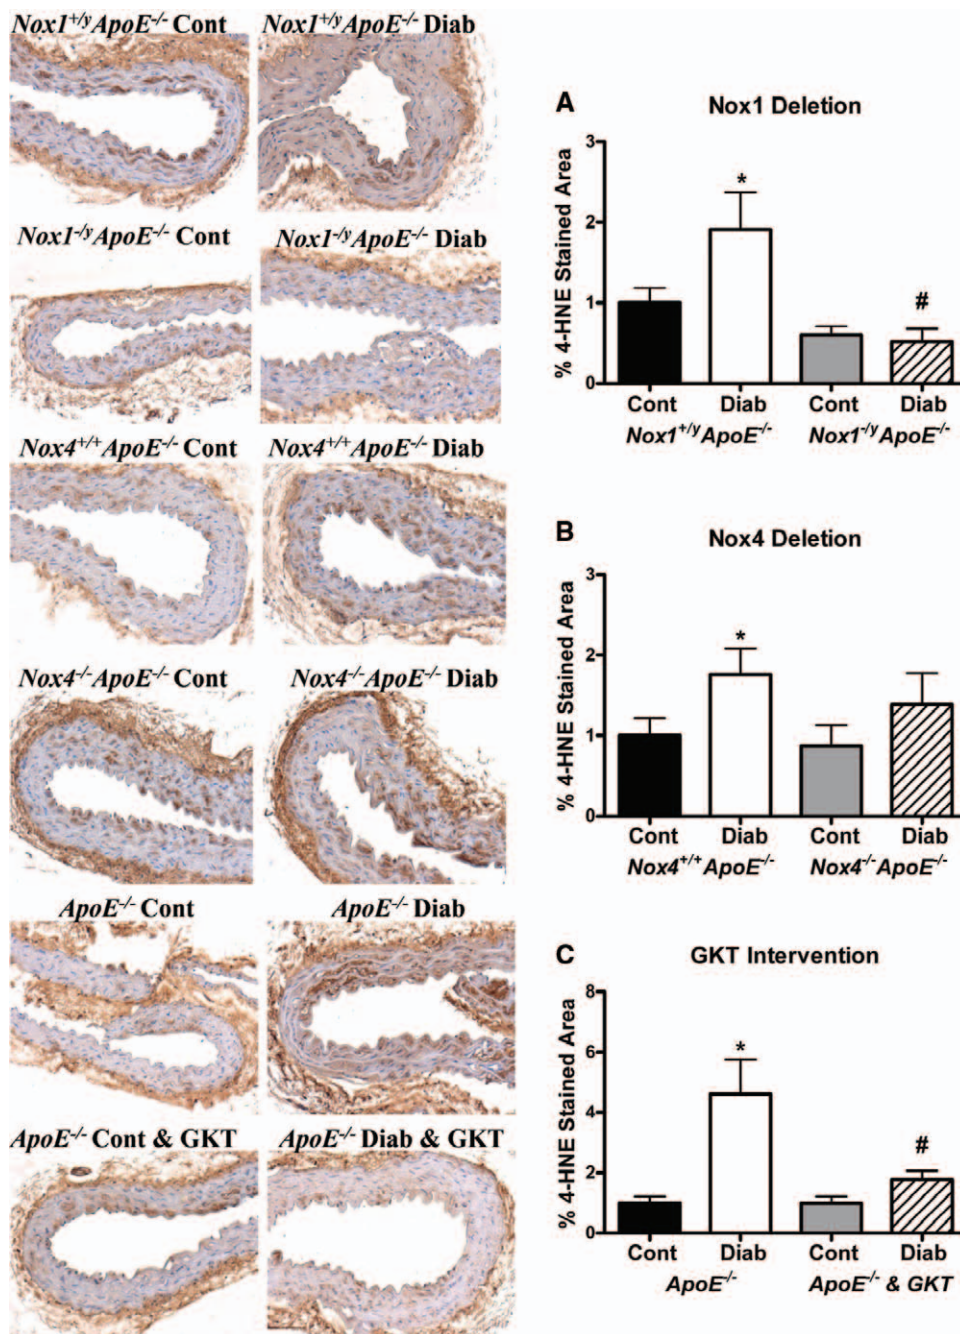 Nox1+/yApoE-/- Cont
Nox1+/yApoE-/- Diab
Nox1-/yApoE-/- Cont
Nox1-/yApoE-/- Diab
Nox4+/+ApoE-/- Cont
Nox4+/+ApoE-/- Diab
Nox4-/-ApoE-/- Cont
Nox4-/-ApoE-/- Diab
ApoE-/- Cont
ApoE-/- Diab
ApoE-/- Cont & GKT
ApoE-/- Diab & GKT
A
Nox1 Deletion
% 4-HNE Stained Area
3
2
1
0
*
#
Cont Diab Cont Diab
Nox1+/yApoE-/- Nox1-/yApoE-/-
B
Nox4 Deletion
% 4-HNE Stained Area
3
2
1
0
*
Cont Diab Cont Diab
Nox4+/+ApoE-/- Nox4-/-ApoE-/-
C
GKT Intervention
% 4-HNE Stained Area
8
6
4
2
0
*
#
Cont Diab Cont Diab
ApoE-/- ApoE-/- & GKT